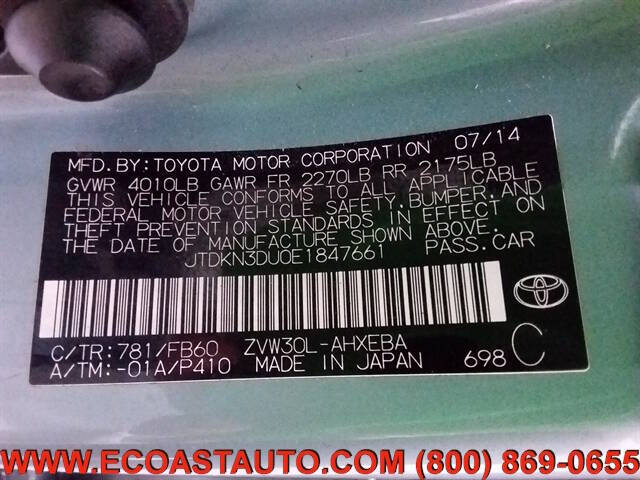 MFD. BY: TOYOTA MOTOR CORPORATION 07/14
GVWR 4010LB GAWR FR 2270LB RR 2175LB
THIS VEHICLE CONFORMS TO ALL APPLICABLE
FEDERAL MOTOR VEHICLE SAFETY, BUMPER, AND
THEFT PREVENTION STANDARDS IN EFFECT ON
THE DATE OF MANUFACTURE SHOWN ABOVE.
JTDKN3DU0E1847661 PASS. CAR
C/TR: 781/FB60 ZVW30L-AHXEBA
A/TM: -01A/P410 MADE IN JAPAN 698 C
WWW.ECOASTAUTO.COM (800) 869-0655